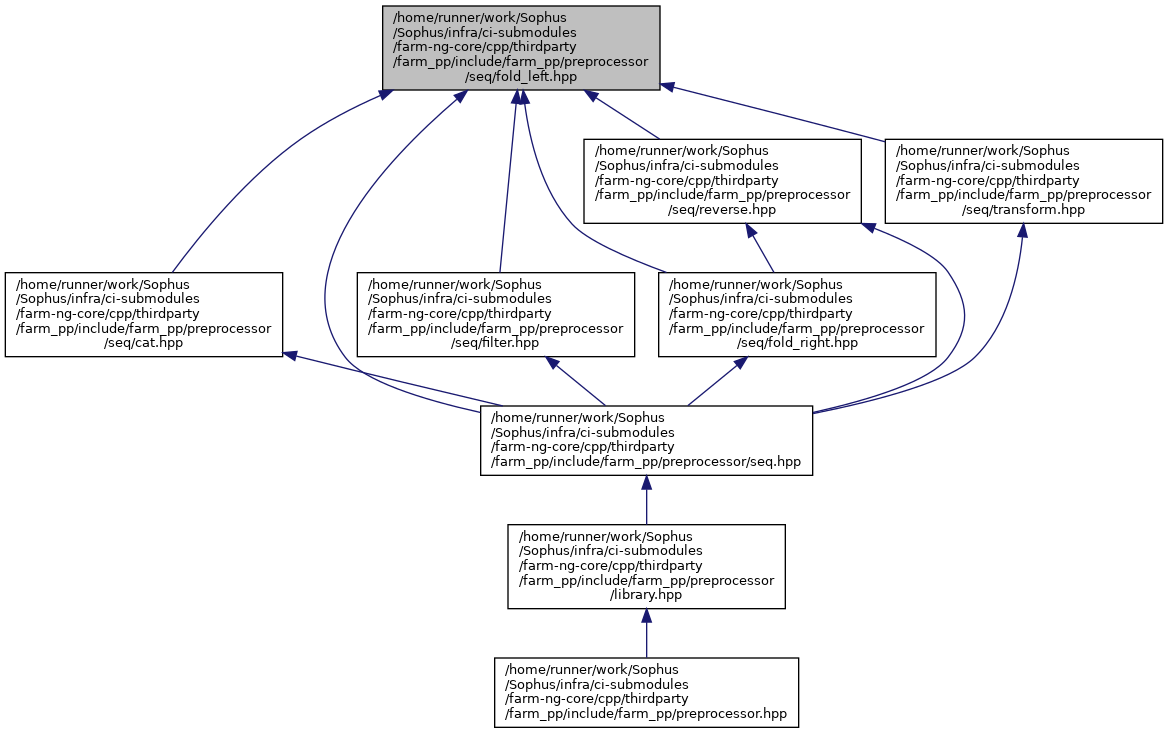 /home/runner/work/Sophus
/Sophus/infra/ci-submodules
/farm-ng-core/cpp/thirdparty
/farm_pp/include/farm_pp/preprocessor
/seq/fold_left.hpp
/home/runner/work/Sophus
/Sophus/infra/ci-submodules
/farm-ng-core/cpp/thirdparty
/farm_pp/include/farm_pp/preprocessor
/seq/reverse.hpp
/home/runner/work/Sophus
/Sophus/infra/ci-submodules
/farm-ng-core/cpp/thirdparty
/farm_pp/include/farm_pp/preprocessor
/seq/transform.hpp
/home/runner/work/Sophus
/Sophus/infra/ci-submodules
/farm-ng-core/cpp/thirdparty
/farm_pp/include/farm_pp/preprocessor
/seq/cat.hpp
/home/runner/work/Sophus
/Sophus/infra/ci-submodules
/farm-ng-core/cpp/thirdparty
/farm_pp/include/farm_pp/preprocessor
/seq/filter.hpp
/home/runner/work/Sophus
/Sophus/infra/ci-submodules
/farm-ng-core/cpp/thirdparty
/farm_pp/include/farm_pp/preprocessor
/seq/fold_right.hpp
/home/runner/work/Sophus
/Sophus/infra/ci-submodules
/farm-ng-core/cpp/thirdparty
/farm_pp/include/farm_pp/preprocessor/seq.hpp
/home/runner/work/Sophus
/Sophus/infra/ci-submodules
/farm-ng-core/cpp/thirdparty
/farm_pp/include/farm_pp/preprocessor
/library.hpp
/home/runner/work/Sophus
/Sophus/infra/ci-submodules
/farm-ng-core/cpp/thirdparty
/farm_pp/include/farm_pp/preprocessor.hpp